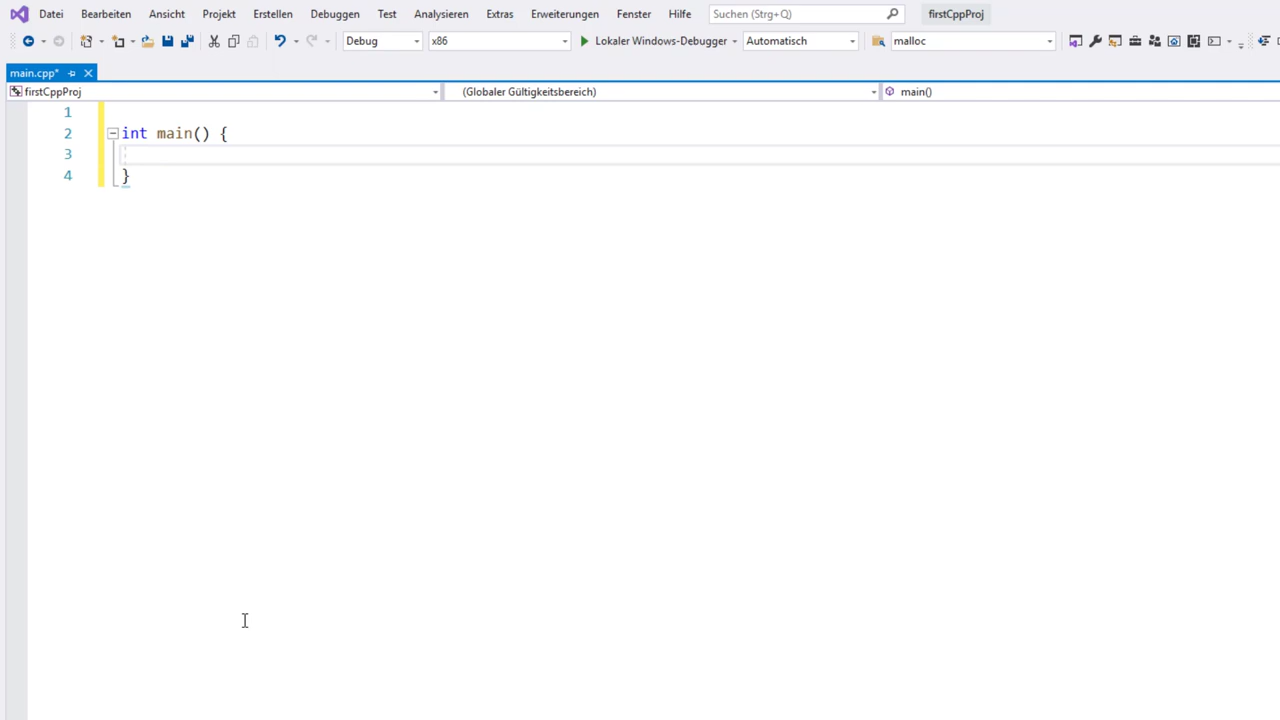 Datei Bearbeiten Ansicht Projekt Erstellen Debuggen Test Analysieren Extras Erweiterungen Fenster Hilfe Suchen (Strg+Q) firstCppProj
Debug x86 Lokaler Windows-Debugger Automatisch malloc
main.cpp*
firstCppProj (Globaler Gültigkeitsbereich) main()
1
2 int main() {
3
4 }